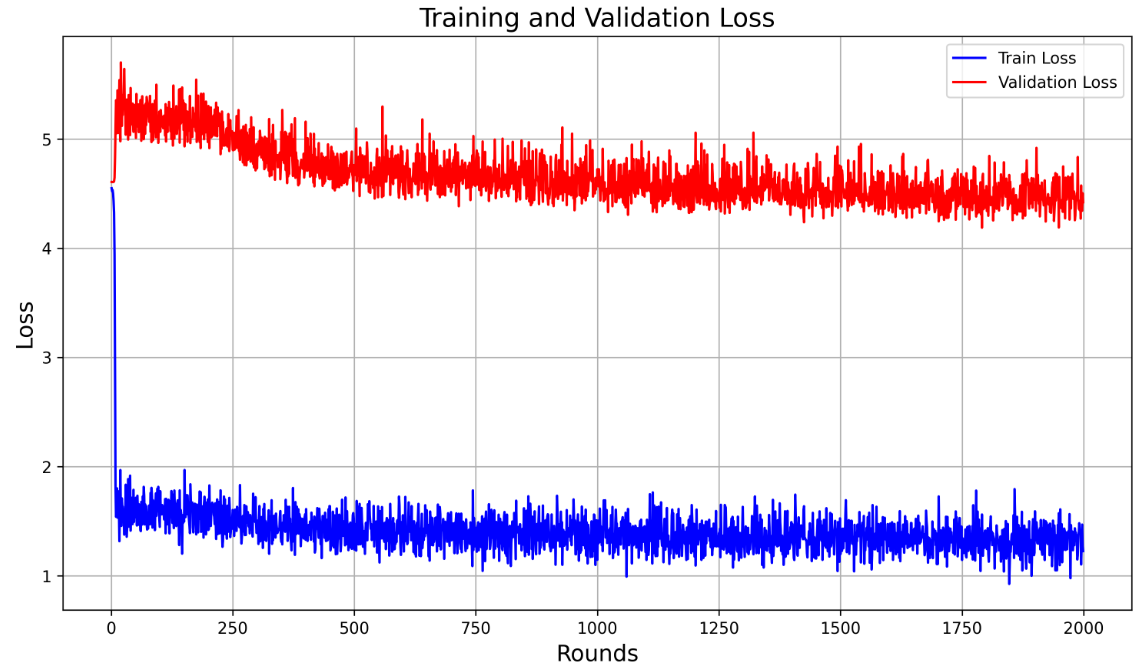 Training and Validation Loss
Train Loss
Validation Loss
5
4
3
2
1
Loss
0 250 500 750 1000 1250 1500 1750 2000
Rounds